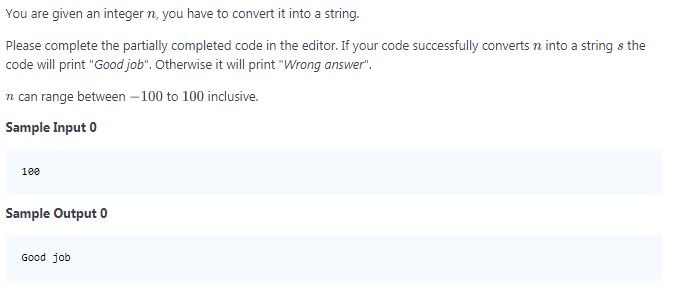 You are given an integer n, you have to convert it into a string.
Please complete the partially completed code in the editor. If your code successfully converts n into a string s the
code will print "Good job". Otherwise it will print "Wrong answer".
n can range between −100 to 100 inclusive.
Sample Input 0
100
Sample Output 0
Good job